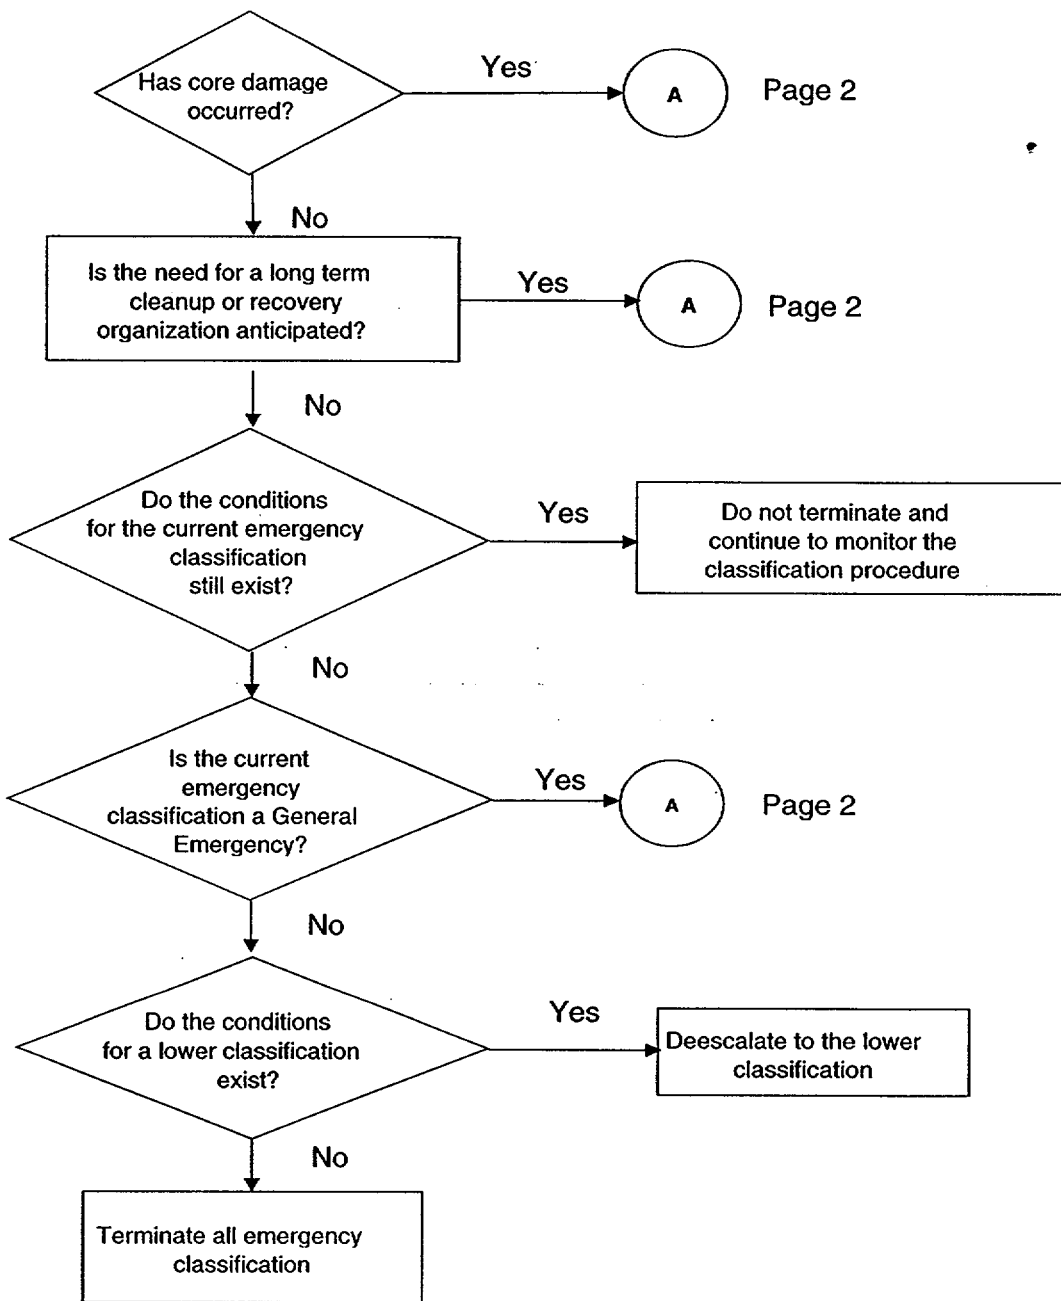 Has core damage
occurred?
Yes
A
Page 2
No
Is the need for a long term
cleanup or recovery
organization anticipated?
Yes
A
Page 2
No
Do the conditions
for the current emergency
classification
still exist?
Yes
Do not terminate and
continue to monitor the
classification procedure
No
Is the current
emergency
classification a General
Emergency?
Yes
A
Page 2
No
Do the conditions
for a lower classification
exist?
Yes
Deescalate to the lower
classification
No
Terminate all emergency
classification